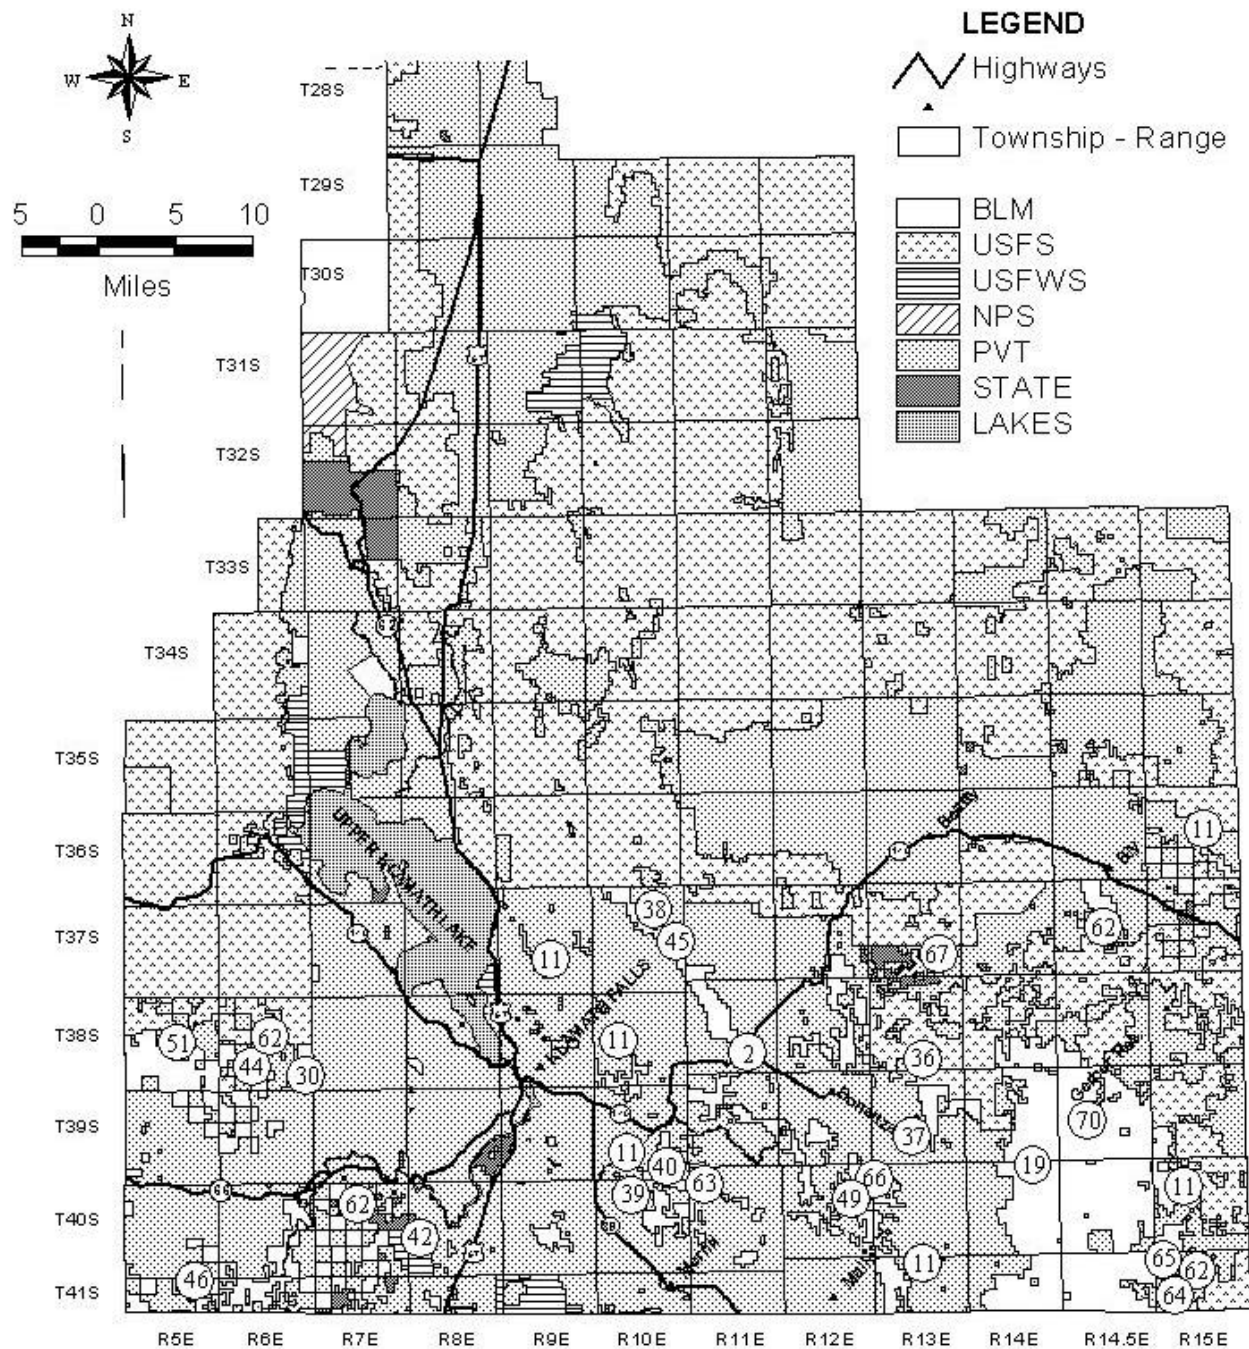 N
W E
S
LEGEND
Highways
Township - Range
BLM
USFS
USFWS
NPS
PVT
STATE
LAKES
5 0 5 10
Miles
T28S
T29S
T30S
T31S
T32S
T33S
T34S
T35S
T36S
T37S
T38S
T39S
T40S
T41S
UPPER KLAMATH LAKE
KLAMATH FALLS
Beatty
Bly
Bonanza
Merrill
Malin
11
38
45
11
62
67
51
62
44
30
11
2
36
70
37
19
11
40
39
63
66
49
11
62
42
46
11
65
62
64
66
R5E R6E R7E R8E R9E R10E R11E R12E R13E R14E R14.5E R15E